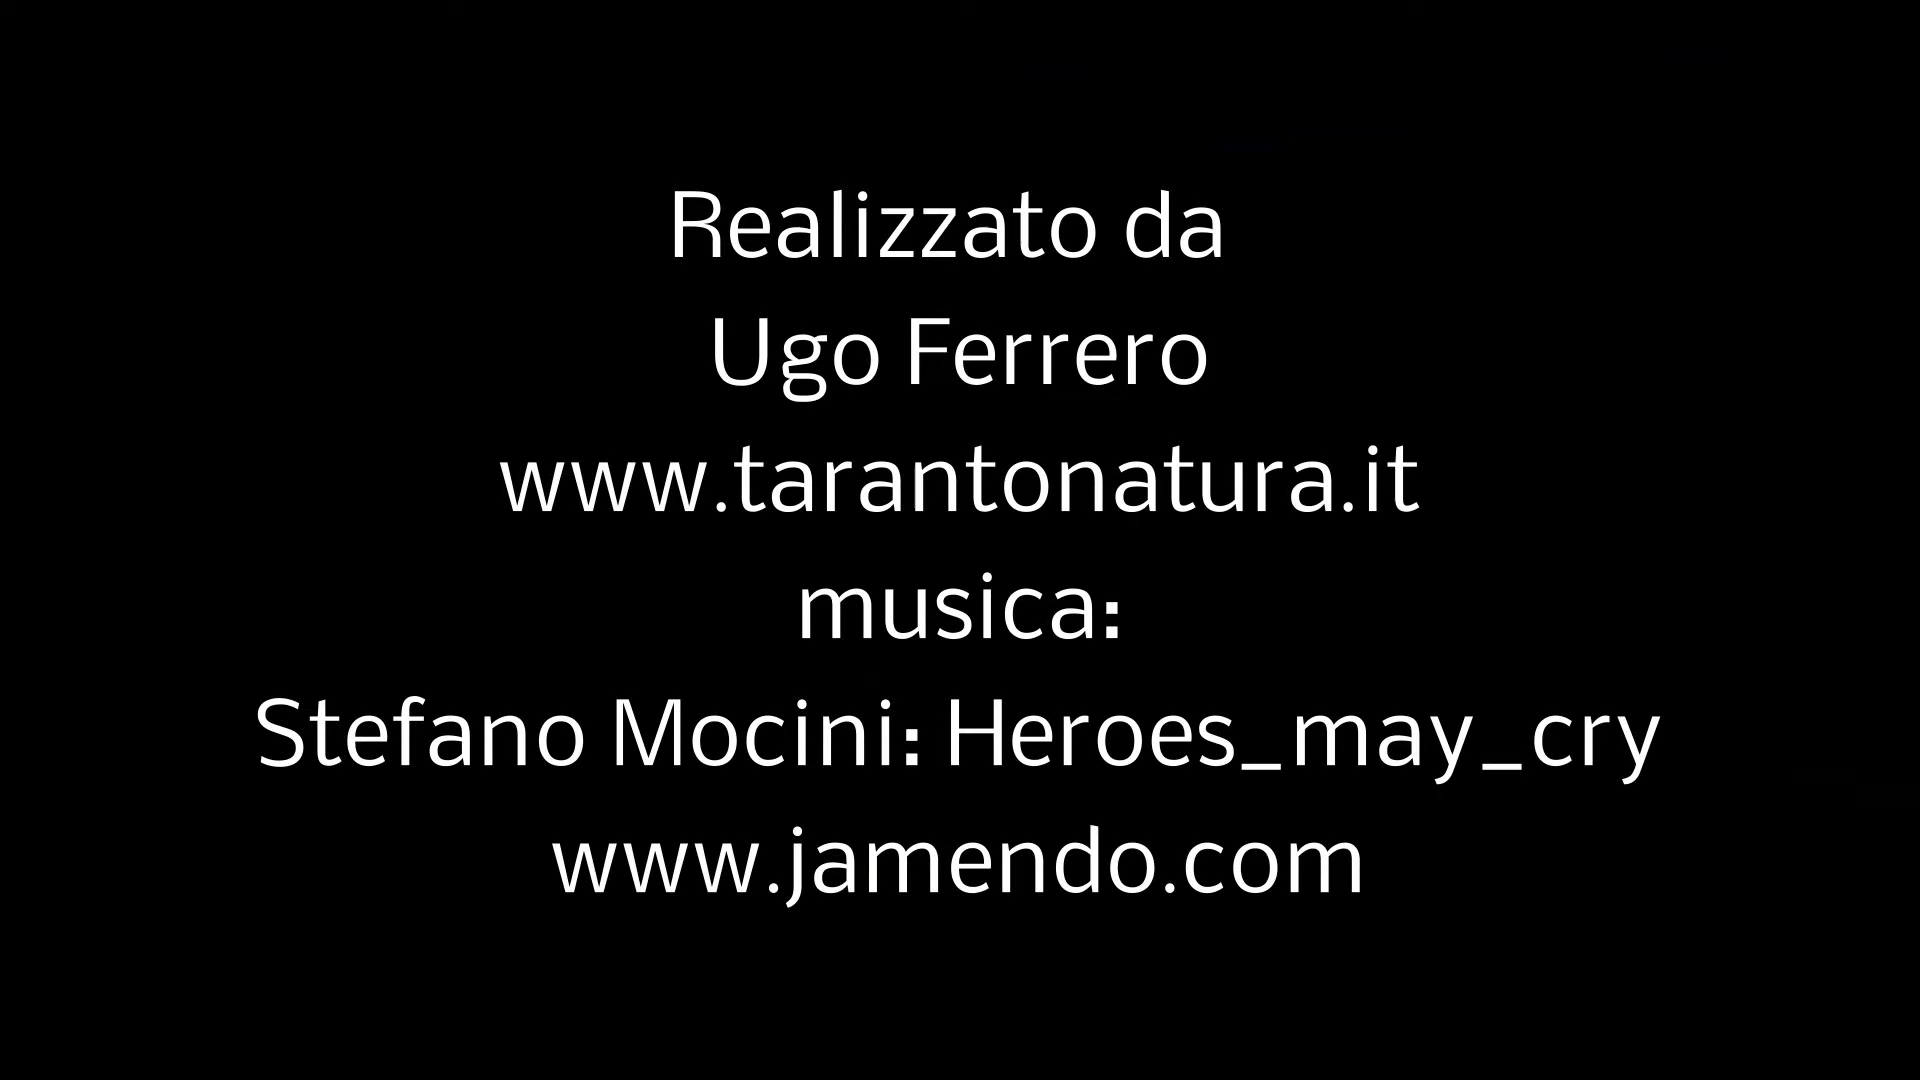 Realizzato da
Ugo Ferrero
www.tarantonatura.it
musica:
Stefano Mocini: Heroes_may_cry
www.jamendo.com